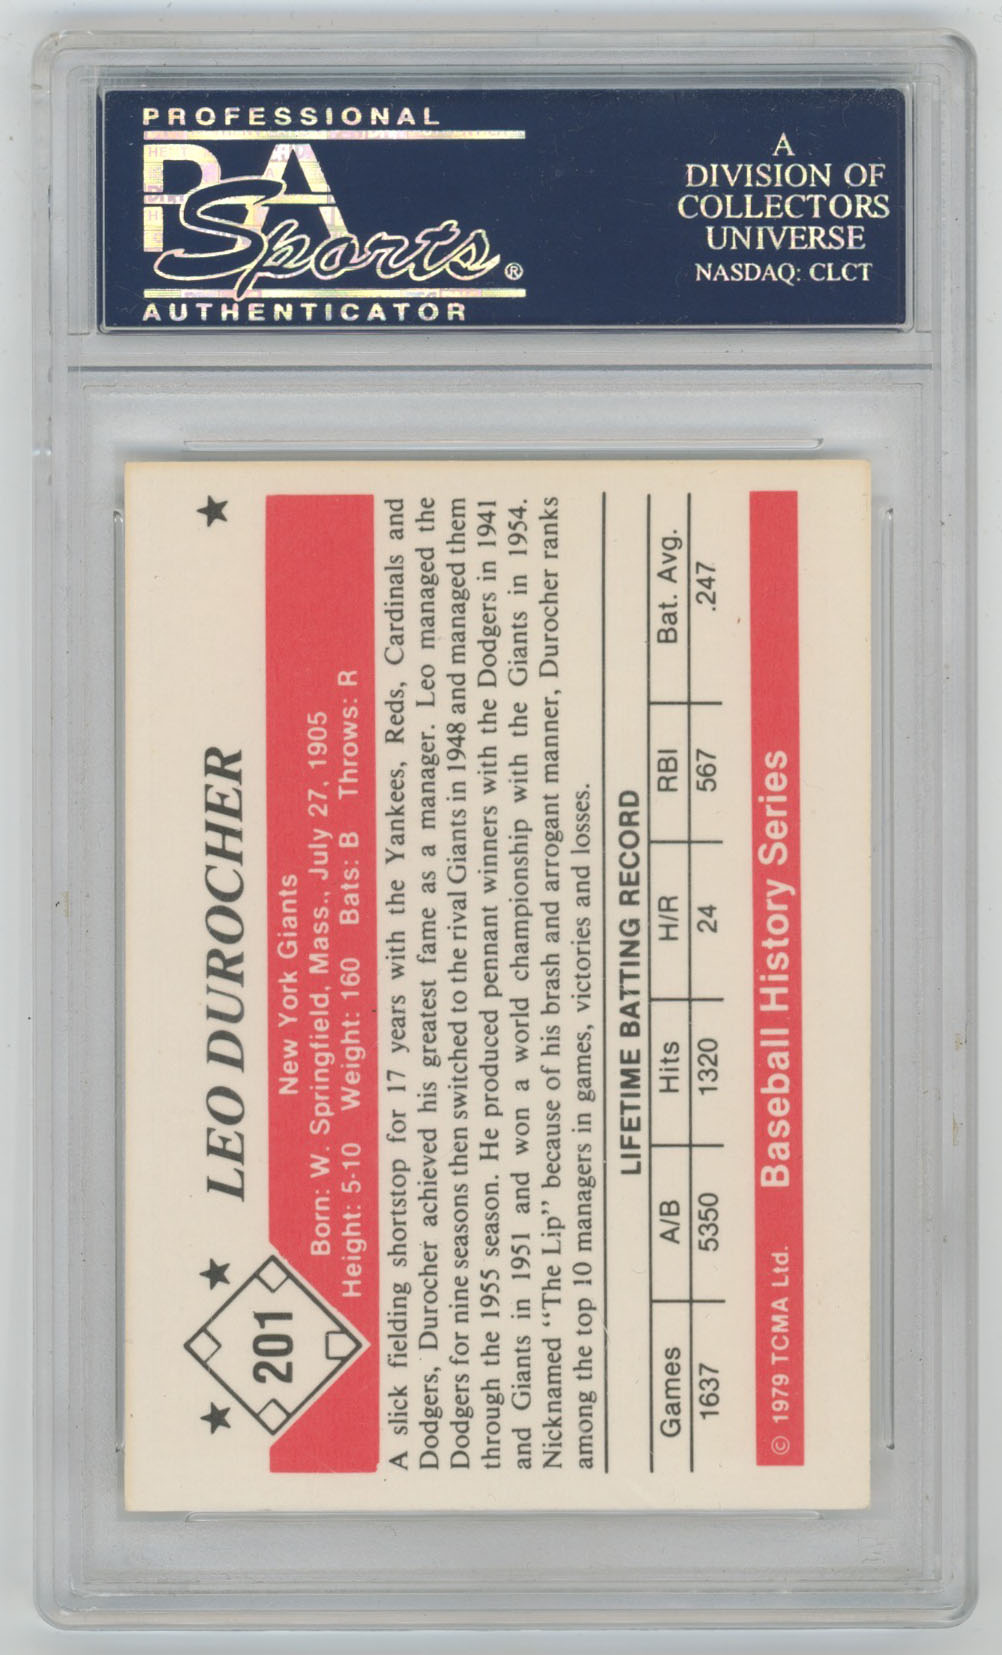 PROFESSIONAL
PSA
Sports®
AUTHENTICATOR
A
DIVISION OF
COLLECTORS
UNIVERSE
NASDAQ: CLCT
201
LEO DUROCHER
New York Giants
Born: W. Springfield, Mass., July 27, 1905
Height: 5-10 Weight: 160 Bats: B Throws: R
A slick fielding shortstop for 17 years with the Yankees, Reds, Cardinals and
Dodgers, Durocher achieved his greatest fame as a manager. Leo managed the
Dodgers for nine seasons then switched to the rival Giants in 1948 and managed them
through the 1955 season. He produced pennant winners with the Dodgers in 1941
and Giants in 1951 and won a world championship with the Giants in 1954.
Nicknamed “The Lip” because of his brash and arrogant manner, Durocher ranks
among the top 10 managers in games, victories and losses.
LIFETIME BATTING RECORD
Games A/B Hits H/R RBI Bat. Avg.
1637 5350 1320 24 567 .247
© 1979 TCMA Ltd. Baseball History Series